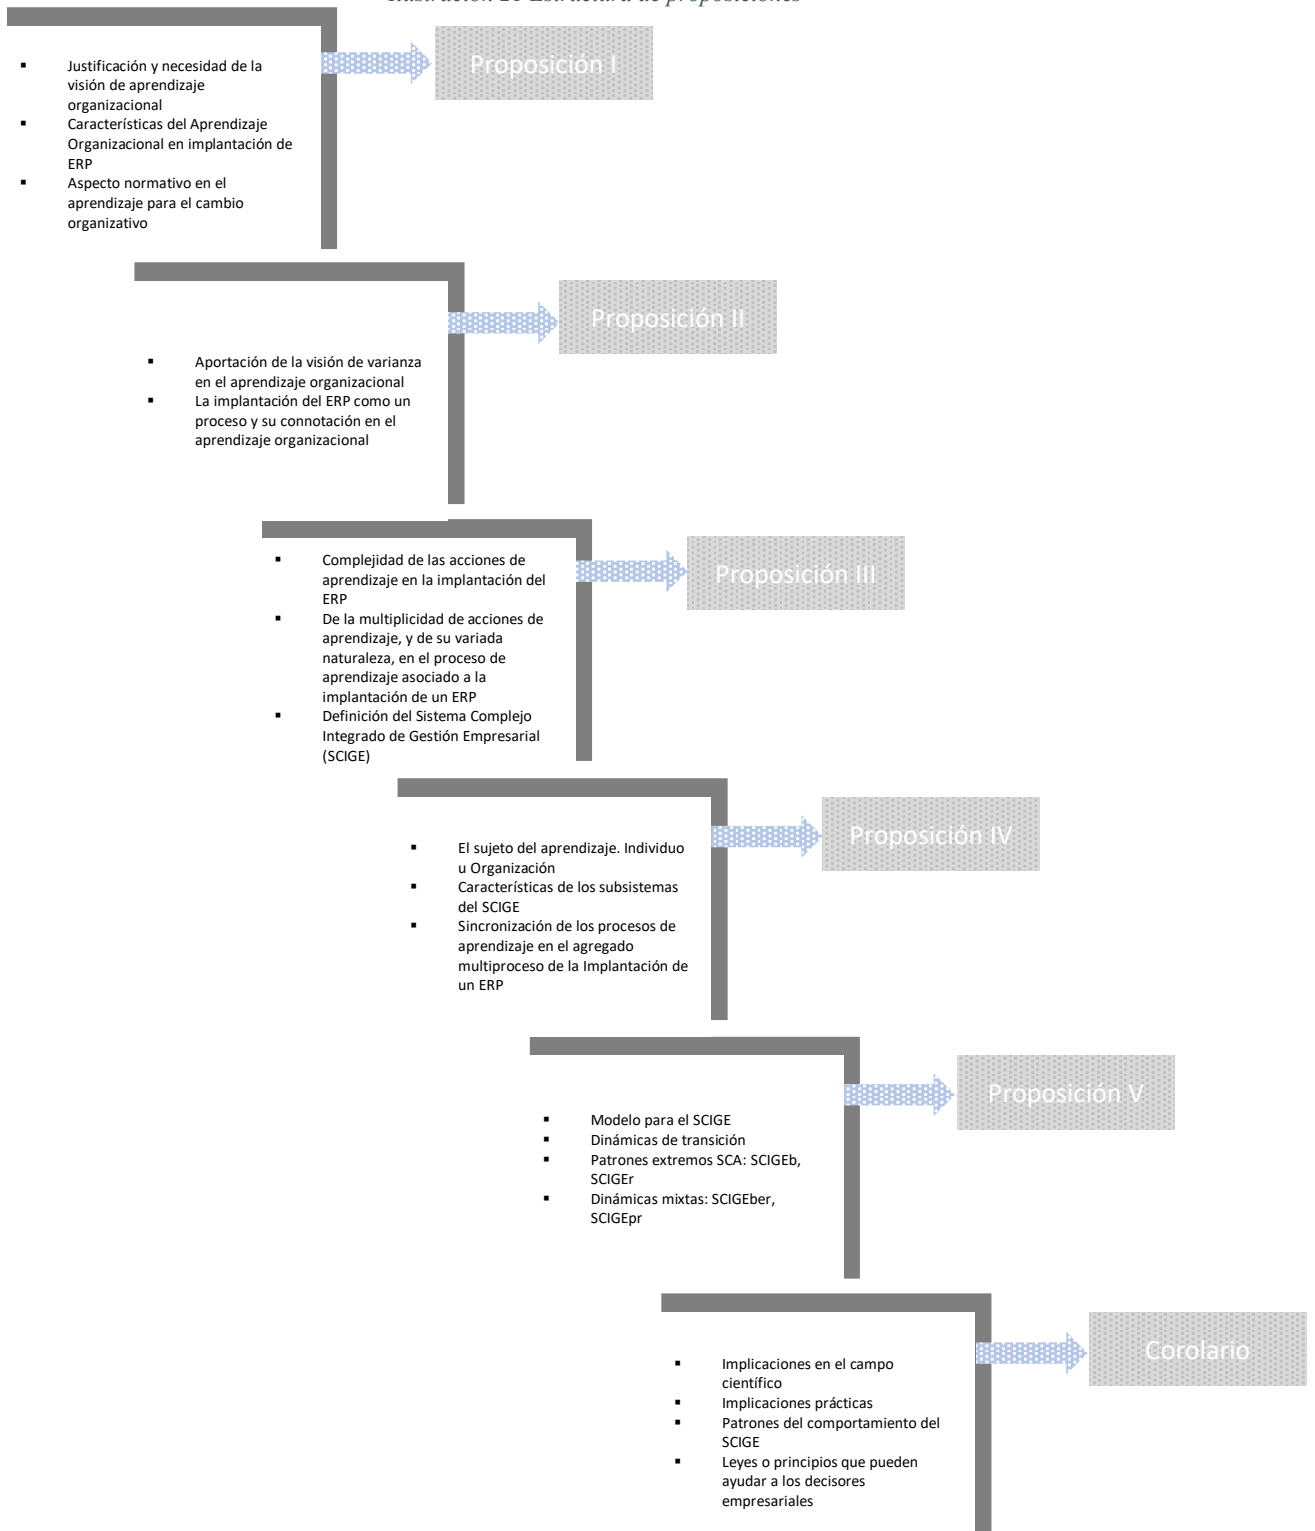 Ilustración 21 Estructura de proposiciones
Proposición I
▪ Justificación y necesidad de la
visión de aprendizaje
organizacional
▪ Características del Aprendizaje
Organizacional en implantación de
ERP
▪ Aspecto normativo en el
aprendizaje para el cambio
organizativo
Proposición II
▪ Aportación de la visión de varianza
en el aprendizaje organizacional
▪ La implantación del ERP como un
proceso y su connotación en el
aprendizaje organizacional
Proposición III
▪ Complejidad de las acciones de
aprendizaje en la implantación del
ERP
▪ De la multiplicidad de acciones de
aprendizaje, y de su variada
naturaleza, en el proceso de
aprendizaje asociado a la
implantación de un ERP
▪ Definición del Sistema Complejo
Integrado de Gestión Empresarial
(SCIGE)
Proposición IV
▪ El sujeto del aprendizaje. Individuo
u Organización
▪ Características de los subsistemas
del SCIGE
▪ Sincronización de los procesos de
aprendizaje en el agregado
multiproceso de la Implantación de
un ERP
Proposición V
▪ Modelo para el SCIGE
▪ Dinámicas de transición
▪ Patrones extremos SCA: SCIGEb,
SCIGEr
▪ Dinámicas mixtas: SCIGEber,
SCIGEpr
Corolario
▪ Implicaciones en el campo
científico
▪ Implicaciones prácticas
▪ Patrones del comportamiento del
SCIGE
▪ Leyes o principios que pueden
ayudar a los decisores
empresariales